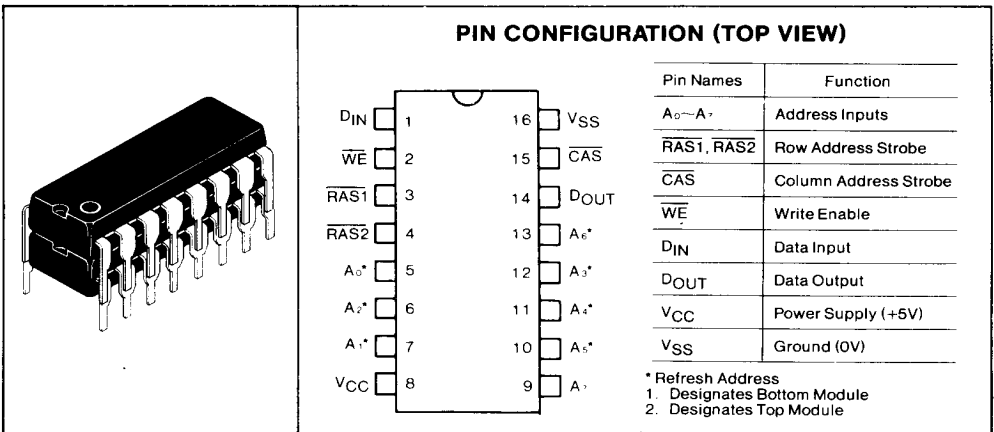 PIN CONFIGURATION (TOP VIEW)
DIN 1 16 VSS
WE 2 15 CAS
RAS1 3 14 DOUT
RAS2 4 13 A6*
A0* 5 12 A3*
A2* 6 11 A4*
A1* 7 10 A5*
VCC 8 9 A7
Pin Names Function
A0~A7 Address Inputs
RAS1, RAS2 Row Address Strobe
CAS Column Address Strobe
WE Write Enable
DIN Data Input
DOUT Data Output
VCC Power Supply (+5V)
VSS Ground (0V)
* Refresh Address
1. Designates Bottom Module
2. Designates Top Module